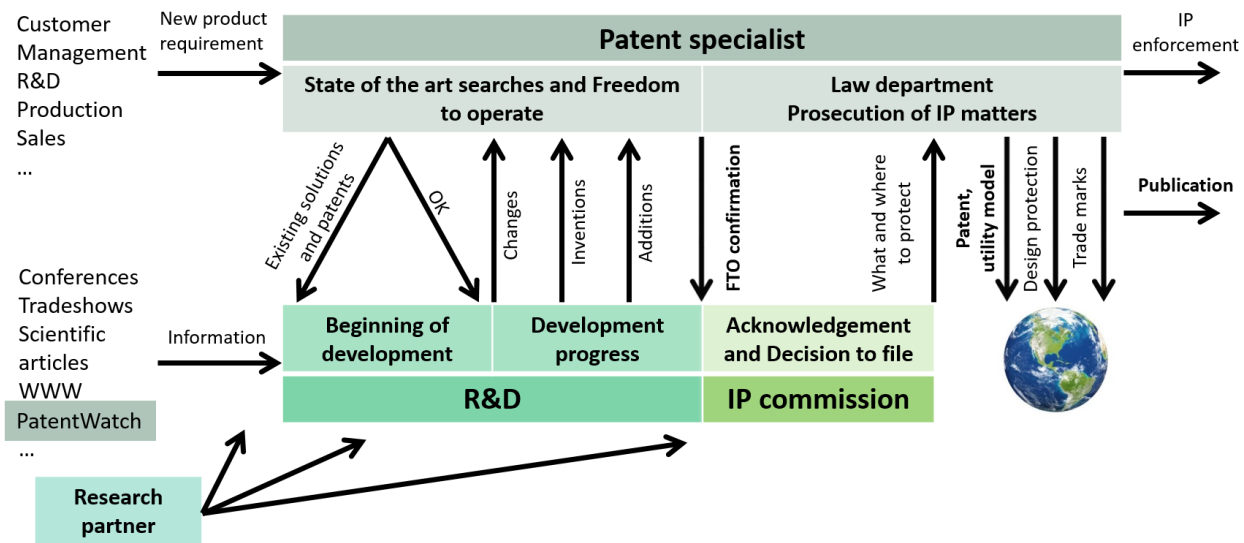 Customer
Management
R&D
Production
Sales
...
New product
requirement
Patent specialist
State of the art searches and Freedom
to operate
Law department
Prosecution of IP matters
IP
enforcement
Existing solutions
and patents
OK
Changes
Inventions
Additions
FTO confirmation
What and where
to protect
Patent,
utility model
Design protection
Trade marks
Publication
Conferences
Tradeshows
Scientific
articles
WWW
PatentWatch
...
Information
Beginning of
development
Development
progress
Acknowledgement
and Decision to file
R&D
IP commission
Research
partner